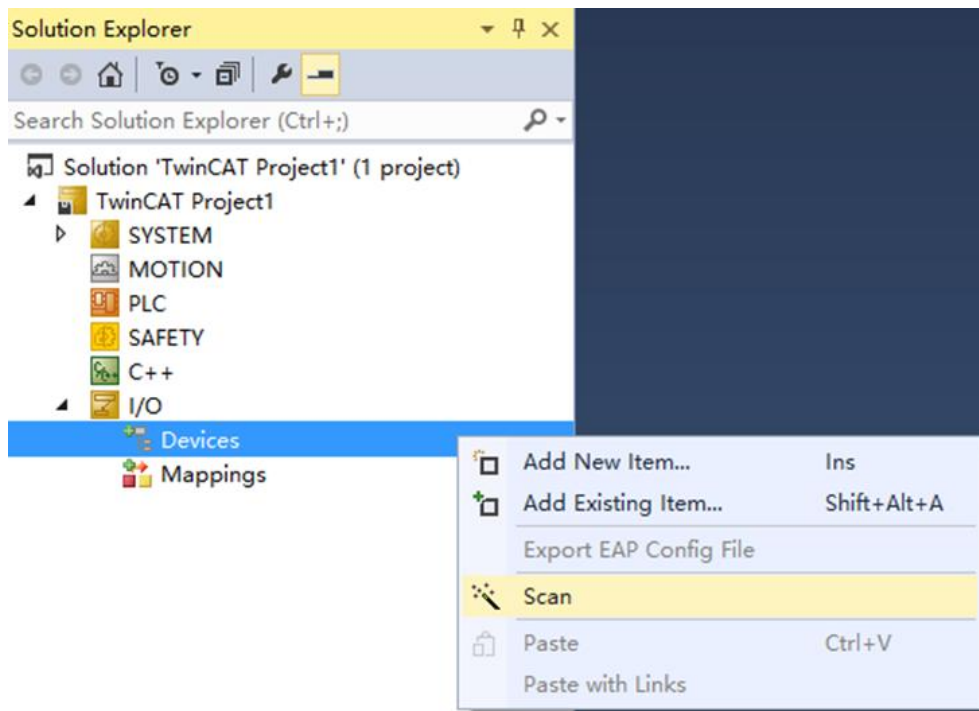 Solution Explorer
Search Solution Explorer (Ctrl+;)
Solution 'TwinCAT Project1' (1 project)
TwinCAT Project1
SYSTEM
MOTION
PLC
SAFETY
C++
I/O
Devices
Mappings
Add New Item... Ins
Add Existing Item... Shift+Alt+A
Export EAP Config File
Scan
Paste Ctrl+V
Paste with Links